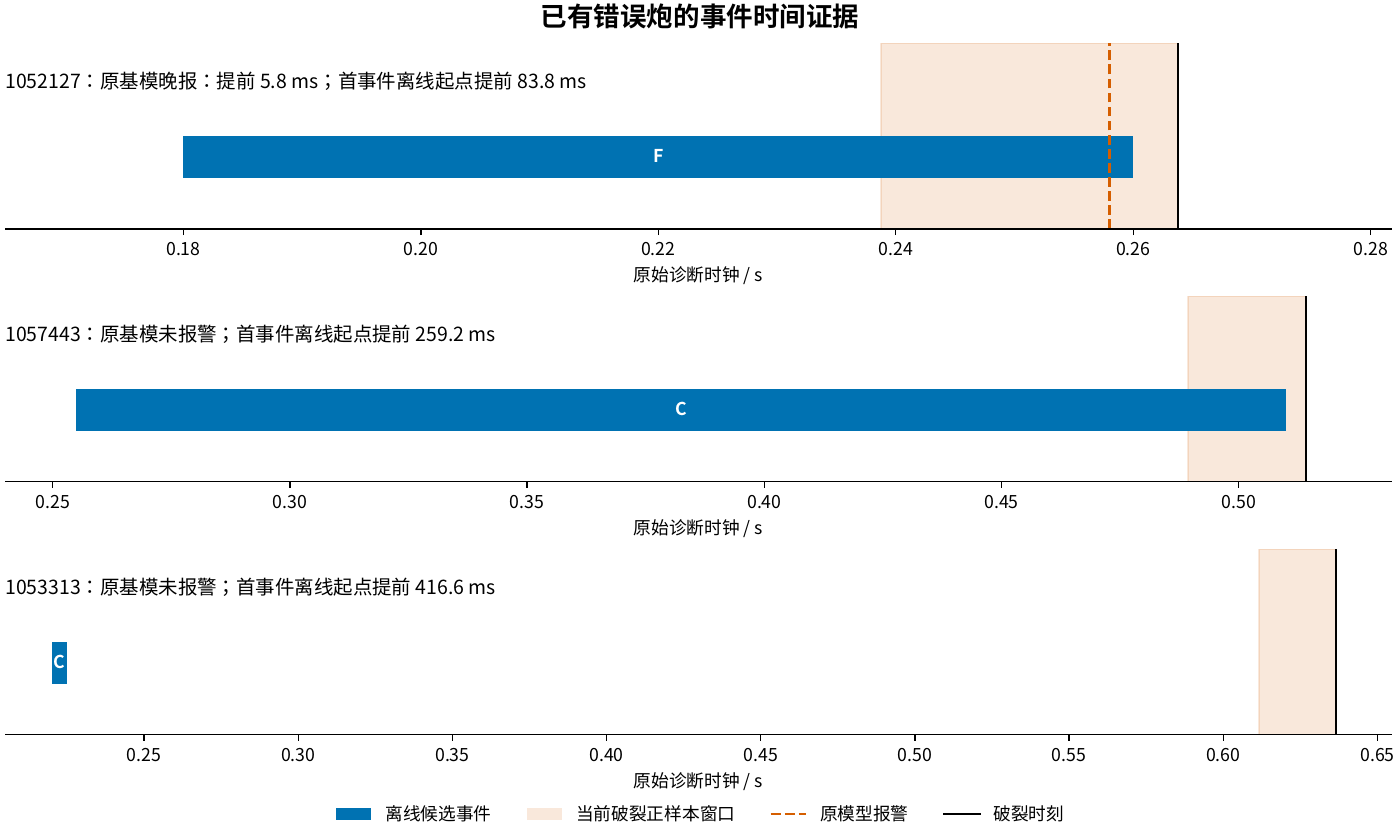 已有错误炮的事件时间证据
1052127：原基模晚报：提前 5.8 ms；首事件离线起点提前 83.8 ms
F
0.18 0.20 0.22 0.24 0.26 0.28
原始诊断时钟 / s
1057443：原基模未报警；首事件离线起点提前 259.2 ms
C
0.25 0.30 0.35 0.40 0.45 0.50
原始诊断时钟 / s
1053313：原基模未报警；首事件离线起点提前 416.6 ms
C
0.25 0.30 0.35 0.40 0.45 0.50 0.55 0.60 0.65
原始诊断时钟 / s
离线候选事件 当前破裂正样本窗口 原模型报警 破裂时刻